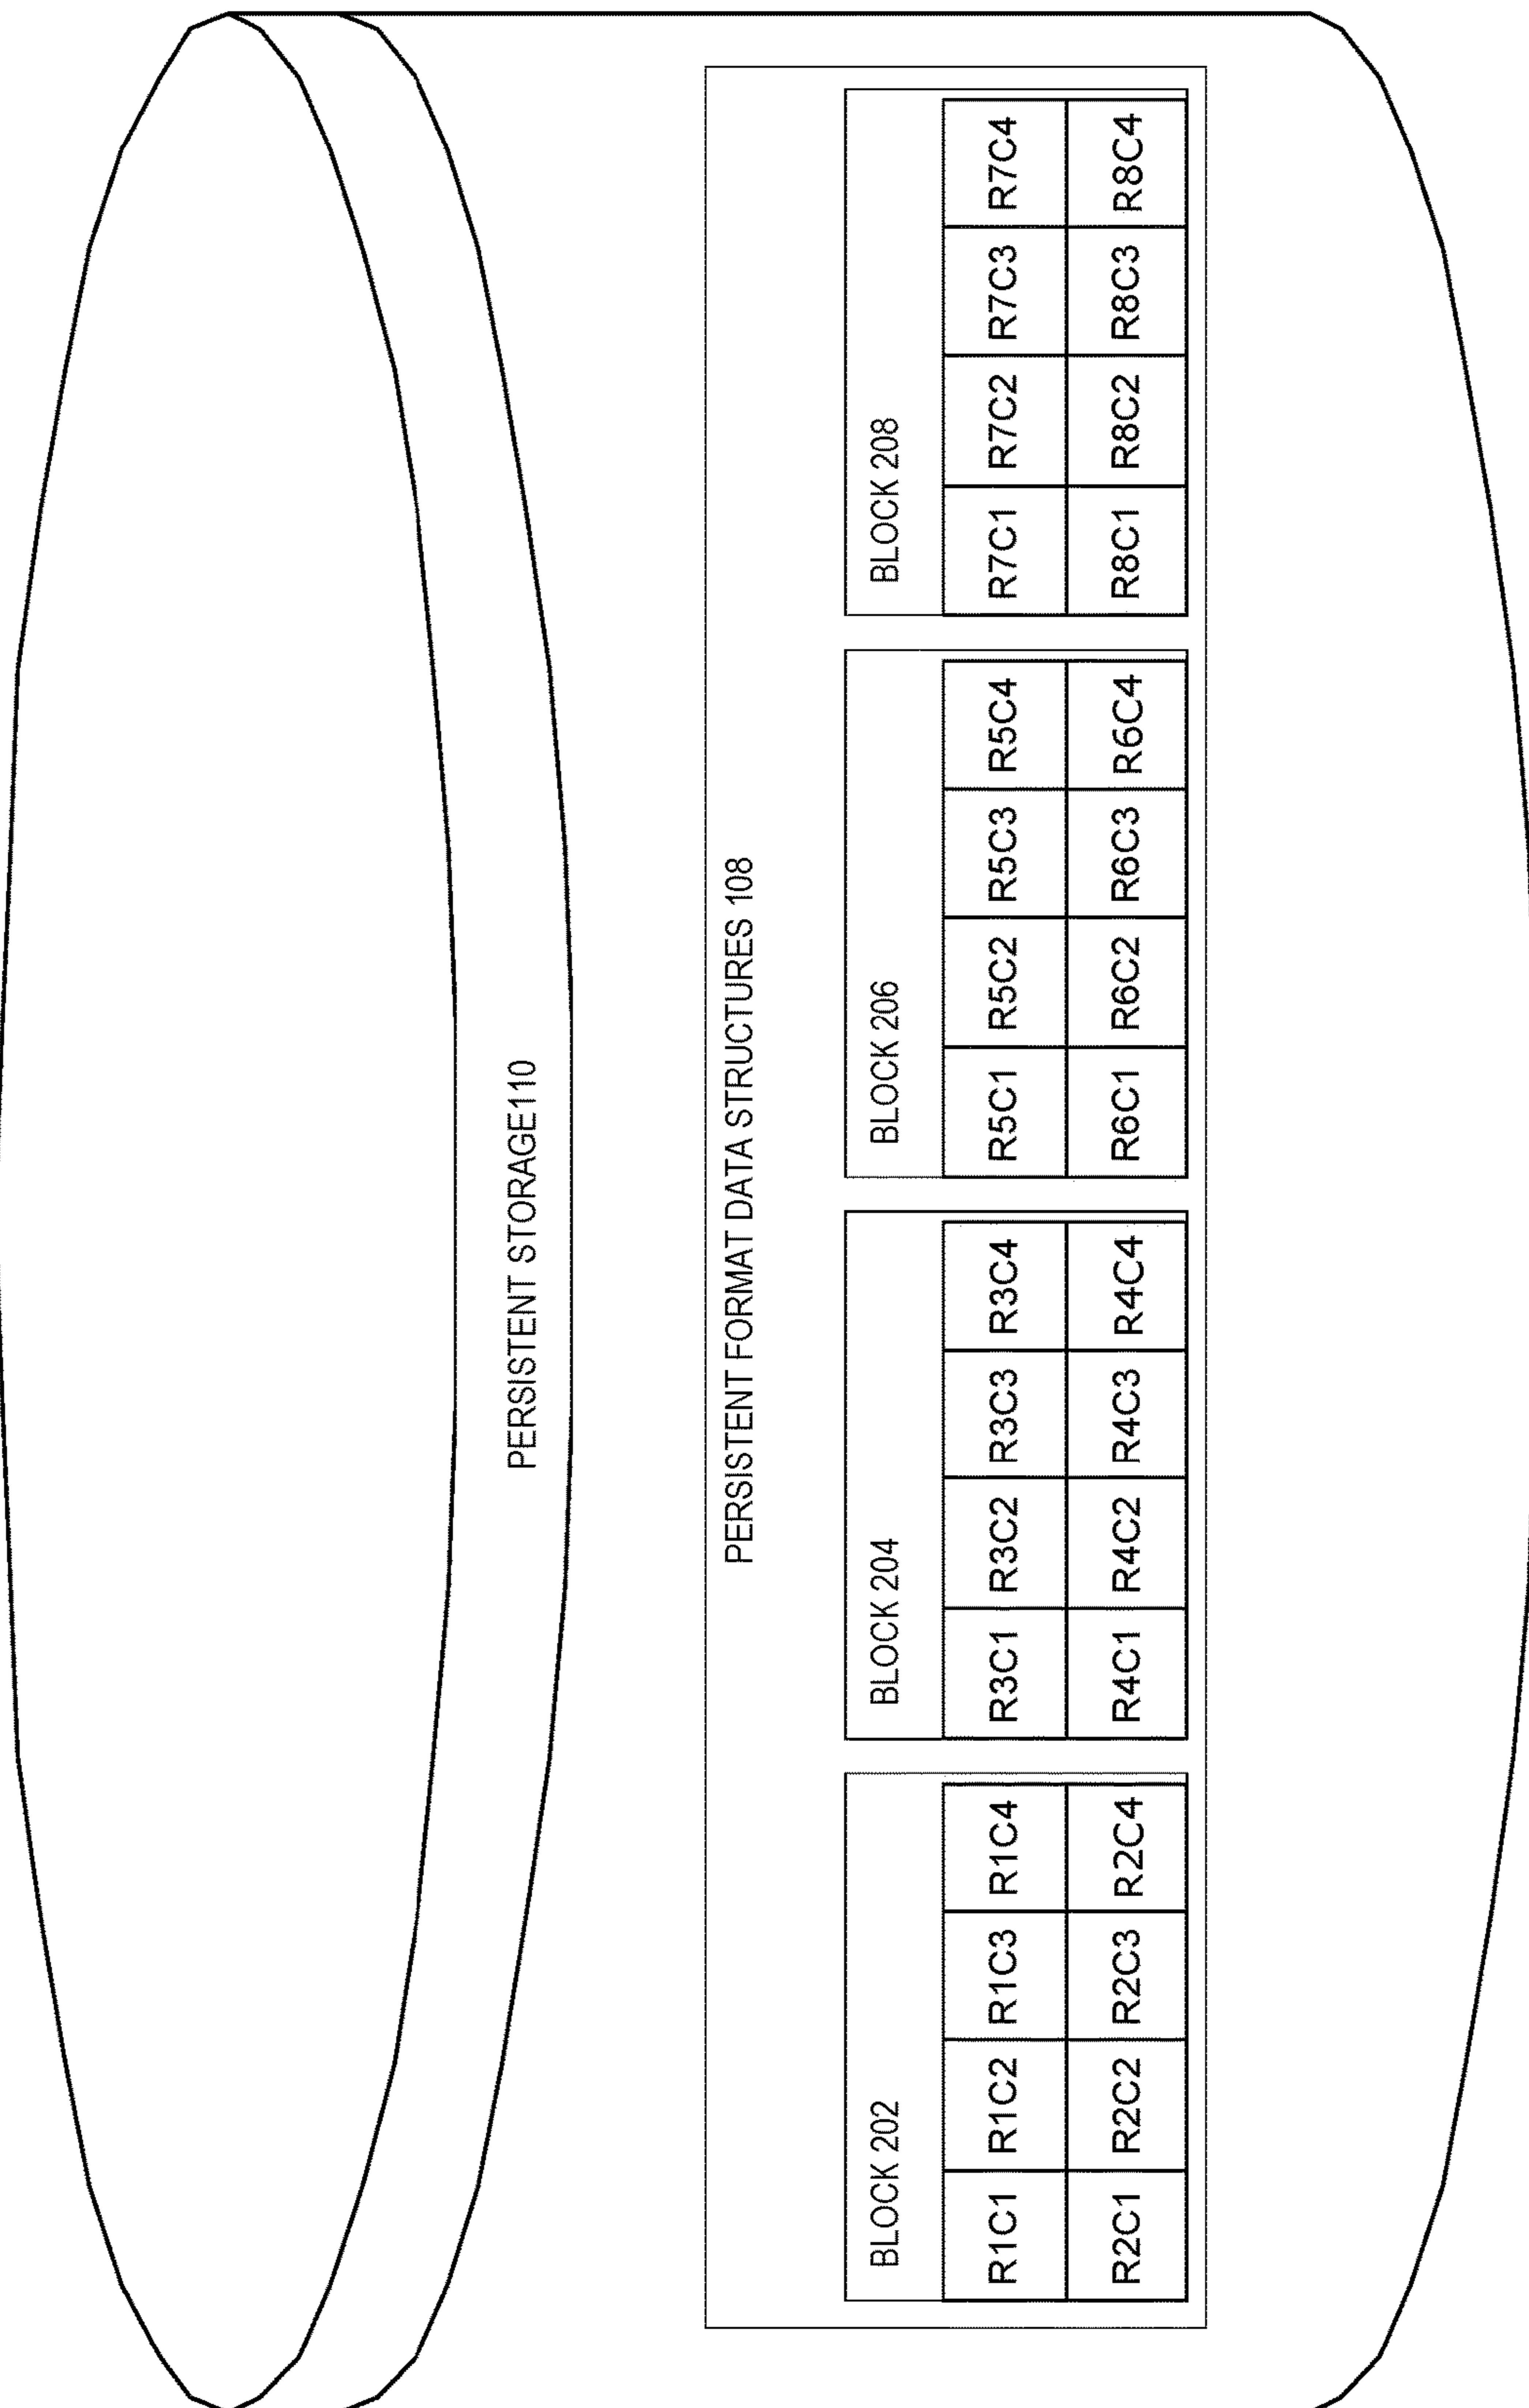 PERSISTENT STORAGE110
PERSISTENT FORMAT DATA STRUCTURES 108
BLOCK 202
R1C1 R1C2 R1C3 R1C4
R2C1 R2C2 R2C3 R2C4
BLOCK 204
R3C1 R3C2 R3C3 R3C4
R4C1 R4C2 R4C3 R4C4
BLOCK 206
R5C1 R5C2 R5C3 R5C4
R6C1 R6C2 R6C3 R6C4
BLOCK 208
R7C1 R7C2 R7C3 R7C4
R8C1 R8C2 R8C3 R8C4